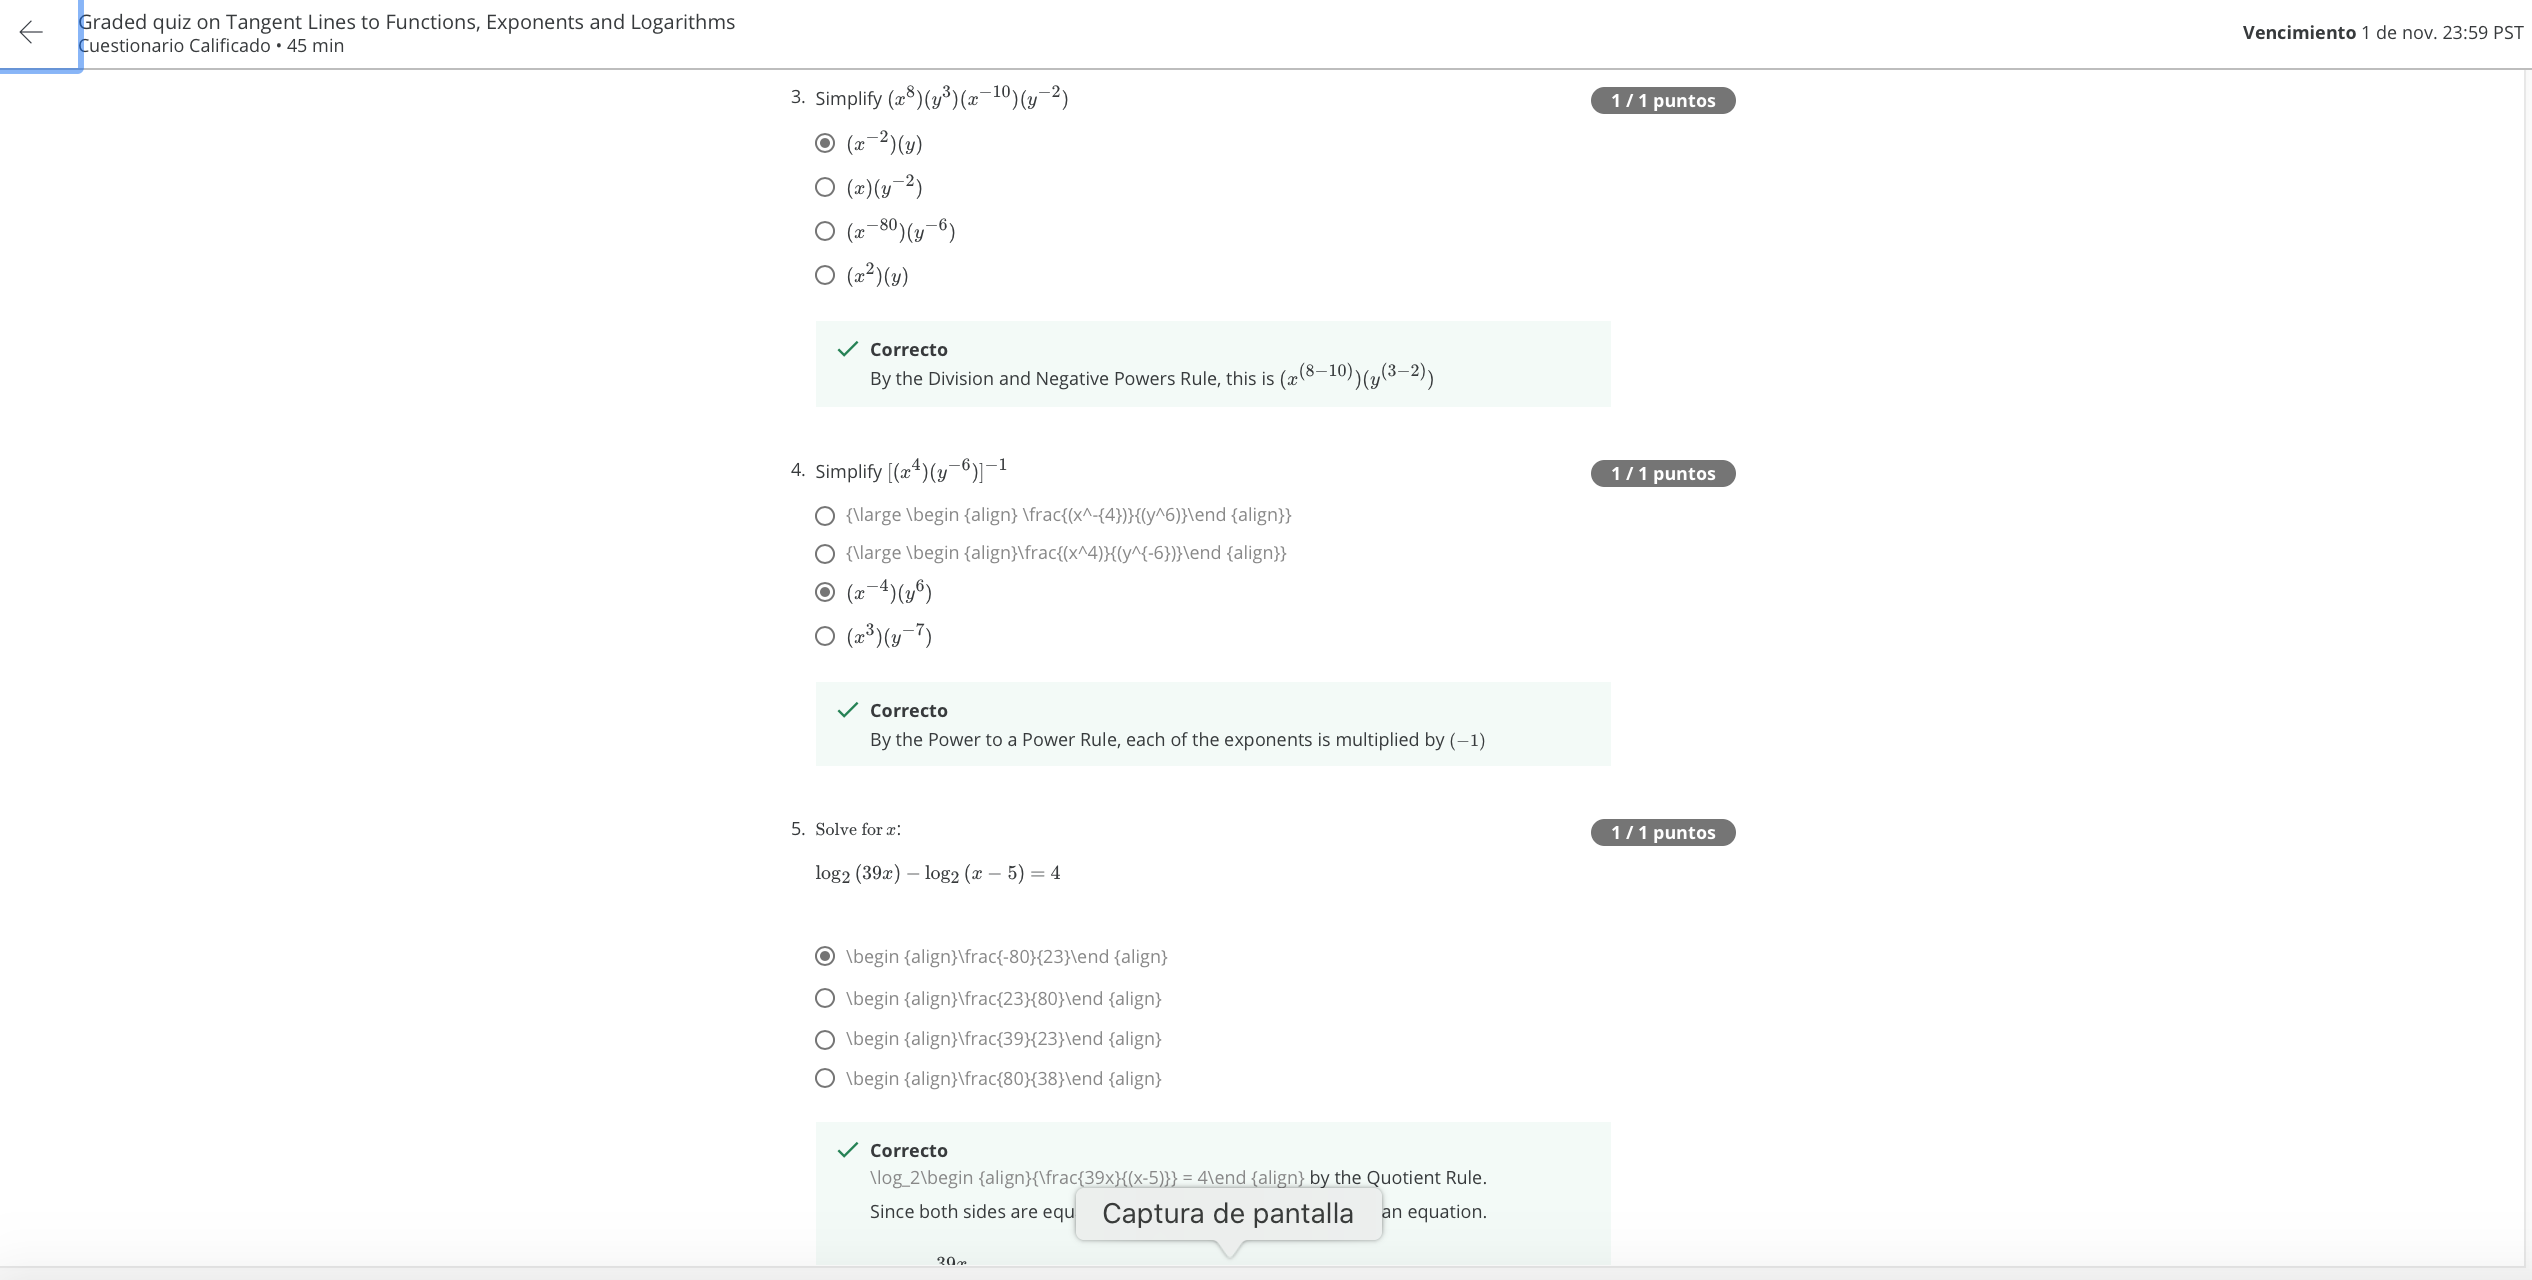 Graded quiz on Tangent Lines to Functions, Exponents and Logarithms
Cuestionario Calificado • 45 min
Vencimiento 1 de nov. 23:59 PST
3. Simplify (x^8)(y^3)(x^−10)(y^−2)
1 / 1 puntos
(x^−2)(y)
(x)(y^−2)
(x^−80)(y^−6)
(x^2)(y)
Correcto
By the Division and Negative Powers Rule, this is (x^(8−10))(y^(3−2))
4. Simplify [(x^4)(y^−6)]^−1
1 / 1 puntos
{\large \begin {align} \frac{(x^-{4})}{(y^6)}\end {align}}
{\large \begin {align}\frac{(x^4)}{(y^{-6})}\end {align}}
(x^−4)(y^6)
(x^3)(y^−7)
Correcto
By the Power to a Power Rule, each of the exponents is multiplied by (−1)
5. Solve for x:
1 / 1 puntos
log₂ (39x) − log₂ (x − 5) = 4
\begin {align}\frac{-80}{23}\end {align}
\begin {align}\frac{23}{80}\end {align}
\begin {align}\frac{39}{23}\end {align}
\begin {align}\frac{80}{38}\end {align}
Correcto
\log_2\begin {align}{\frac{39x}{(x-5)}} = 4\end {align} by the Quotient Rule.
Since both sides are an equation.
Captura de pantalla